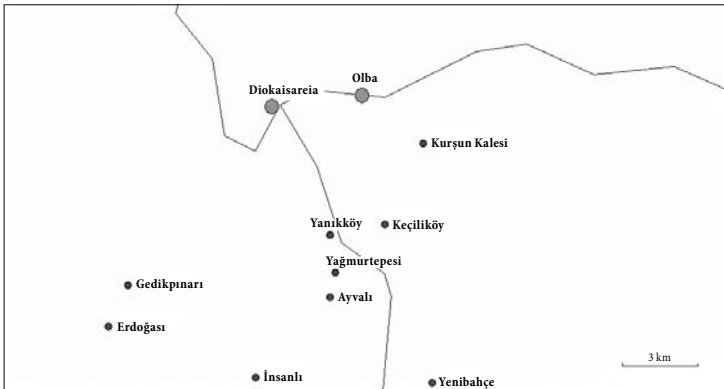 Olba
Diokaisareia
Kurşun Kalesi
Yanıkköy
Keçiliköy
Yağmurtepesi
Gedikpınarı
Ayvalı
Erdoğası
3 km
İnsanlı
Yenibahçe